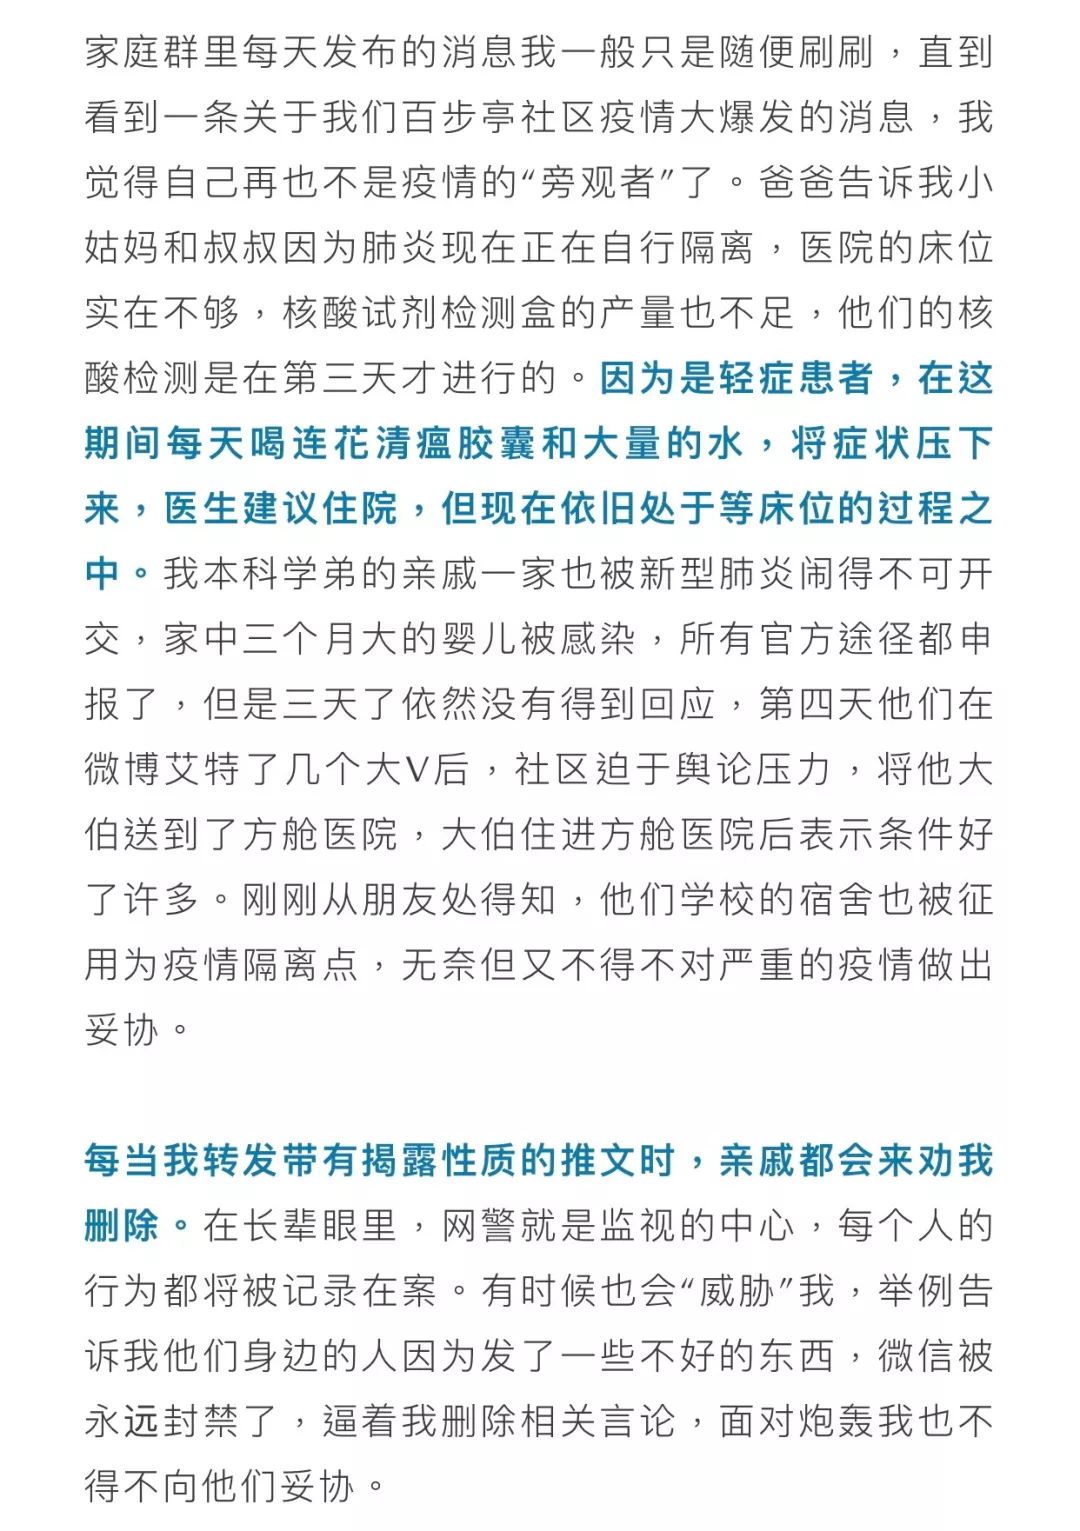 家庭群里每天发布的消息我一般只是随便刷刷，直到
看到一条关于我们百步亭社区疫情大爆发的消息，我
觉得自己再也不是疫情的“旁观者”了。爸爸告诉我小
姑妈和叔叔因为肺炎现在正在自行隔离，医院的床位
实在不够，核酸试剂检测盒的产量也不足，他们的核
酸检测是在第三天才进行的。因为是轻症患者，在这
期间每天喝连花清瘟胶囊和大量的水，将症状压下
来，医生建议住院，但现在依旧处于等床位的过程之
中。我本科学弟的亲戚一家也被新型肺炎闹得不可开
交，家中三个月大的婴儿被感染，所有官方途径都申
报了，但是三天了依然没有得到回应，第四天他们在
微博艾特了几个大V后，社区迫于舆论压力，将他大
伯送到了方舱医院，大伯住进方舱医院后表示条件好
了许多。刚刚从朋友处得知，他们学校的宿舍也被征
用为疫情隔离点，无奈但又不得不对严重的疫情做出
妥协。
每当我转发带有揭露性质的推文时，亲戚都会来劝我
删除。在长辈眼里，网警就是监视的中心，每个人的
行为都将被记录在案。有时候也会“威胁”我，举例告
诉我他们身边的人因为发了一些不好的东西，微信被
永远封禁了，逼着我删除相关言论，面对炮轰我也不
得不向他们妥协。